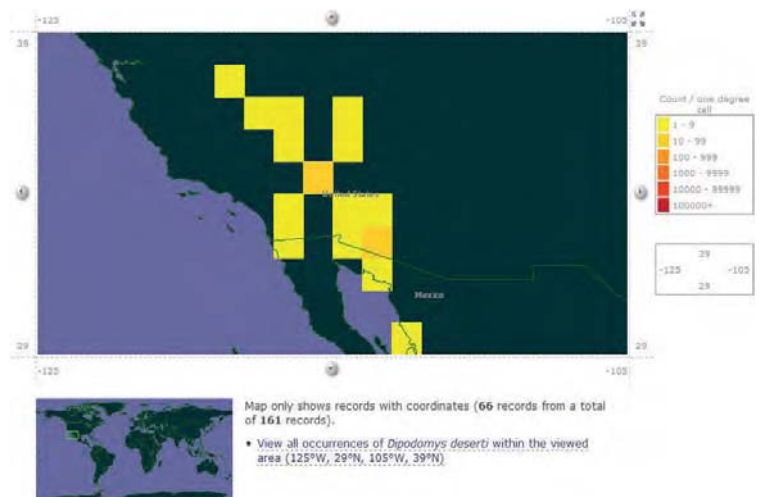 -125
-105
39
39
Count / one degree
cell
1 - 9
10 - 99
100 - 999
1000 - 9999
10000 - 99999
100000+
United States
Mexico
29
-125
-105
29
29
29
-125
-105
Map only shows records with coordinates (66 records from a total
of 161 records).
• View all occurrences of Dipodomys deserti within the viewed
area (125°W, 29°N, 105°W, 39°N)